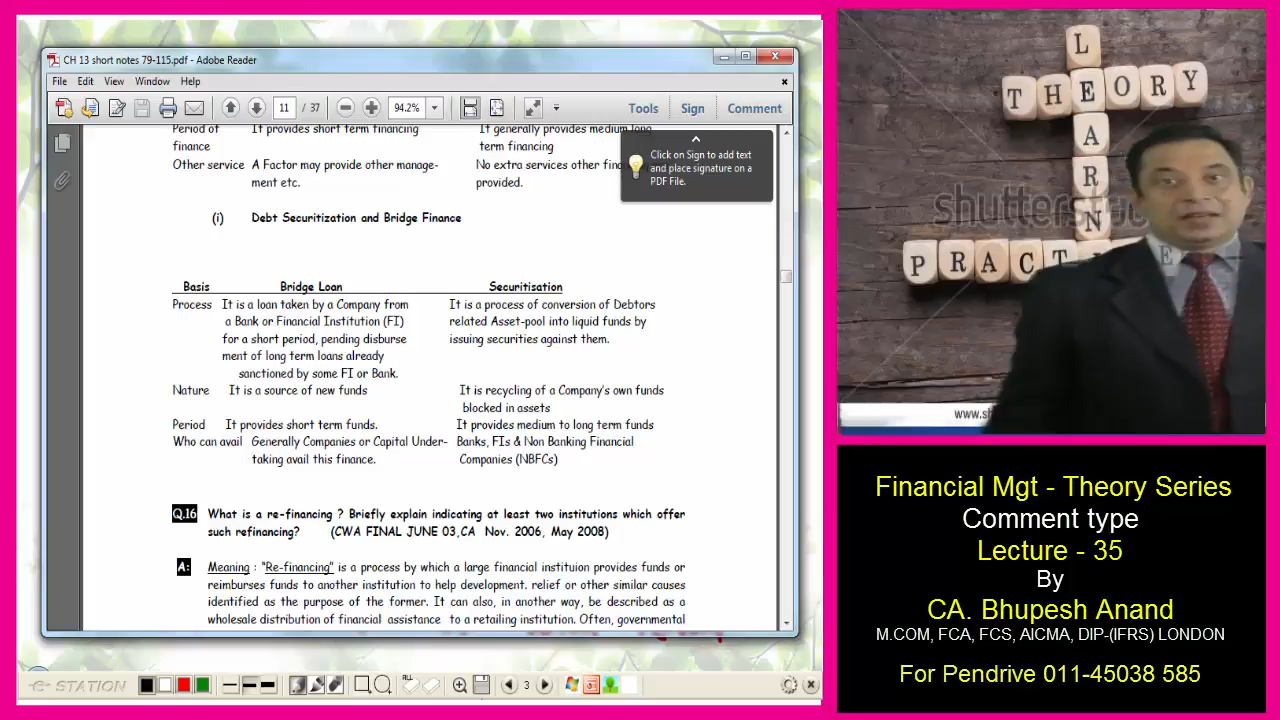 CH 13 short notes 79-115.pdf - Adobe Reader
File Edit View Window Help
11 / 37 94.2% Tools Sign Comment
Period of It provides short term financing It generally provides medium long
finance term financing
Other service A Factor may provide other manage- No extra services other
ment etc. provided.
Click on Sign to add text
and place signature on a
PDF File.
(i) Debt Securitization and Bridge Finance
Basis Bridge Loan Securitisation
Process It is a loan taken by a Company from It is a process of conversion of Debtors
a Bank or Financial Institution (FI) related Asset-pool into liquid funds by
for a short period, pending disburse issuing securities against them.
ment of long term loans already
sanctioned by some FI or Bank.
Nature It is a source of new funds It is recycling of a Company's own funds
blocked in assets
Period It provides short term funds. It provides medium to long term funds
Who can avail Generally Companies or Capital Under- Banks, FIs & Non Banking Financial
taking avail this finance. Companies (NBFCs)
Q.16 What is a re-financing ? Briefly explain indicating at least two institutions which offer
such refinancing? (CWA FINAL JUNE 03,CA Nov. 2006, May 2008)
A: Meaning : "Re-financing" is a process by which a large financial instituion provides funds or
reimburses funds to another institution to help development. relief or other similar causes
identified as the purpose of the former. It can also, in another way, be described as a
wholesale distribution of financial assistance to a retailing institution. Often, governmental
e-STATION
ALL
3
THEORY
LEARN
PRACT E
shutterst
www.sh
Financial Mgt - Theory Series
Comment type
Lecture - 35
By
CA. Bhupesh Anand
M.COM, FCA, FCS, AICMA, DIP-(IFRS) LONDON
For Pendrive 011-45038 585